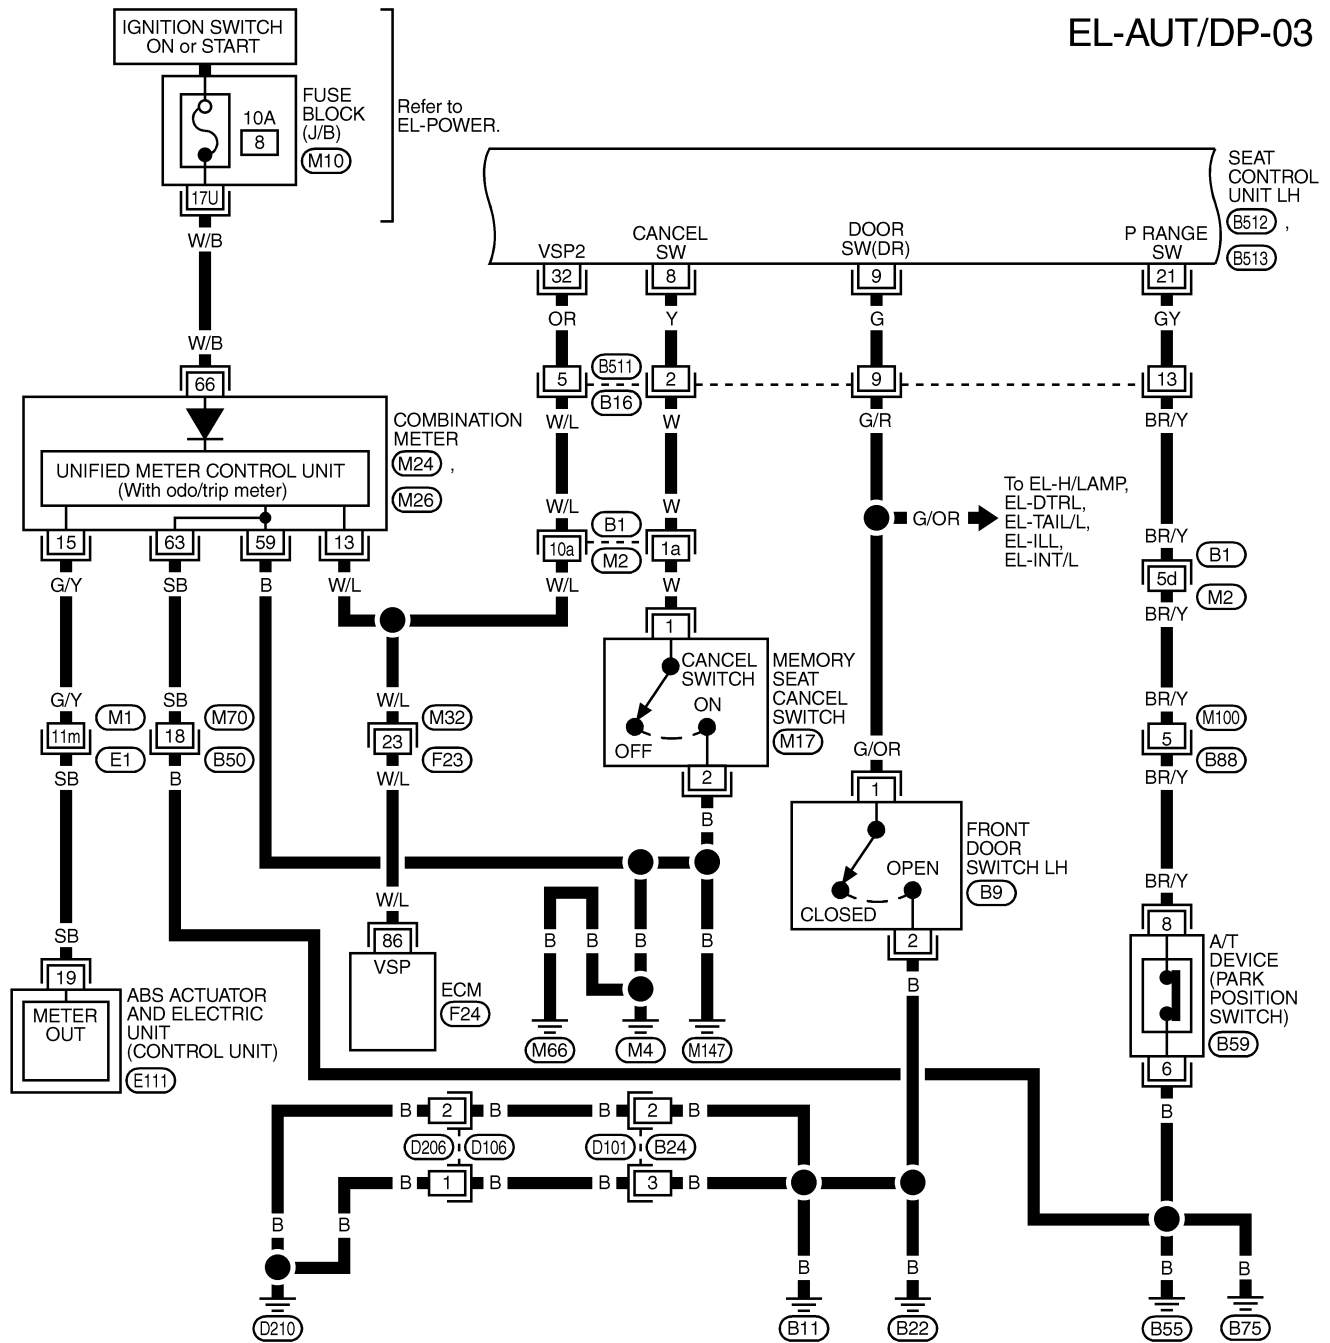 EL-AUT/DP-03
IGNITION SWITCH
ON or START
FUSE
BLOCK
(J/B)
M10
10A
8
17U
Refer to
EL-POWER.
W/B
W/B
66
COMBINATION
METER
M24 ,
M26
UNIFIED METER CONTROL UNIT
(With odo/trip meter)
15
63
59
13
G/Y
SB
B
W/L
G/Y
SB
W/L
11m
M1
E1
18
M70
B50
23
M32
F23
SB
B
W/L
SB
W/L
19
METER
OUT
ABS ACTUATOR
AND ELECTRIC
UNIT
(CONTROL UNIT)
E111
86
VSP
ECM
F24
SEAT
CONTROL
UNIT LH
B512 ,
B513
VSP2
CANCEL
SW
DOOR
SW(DR)
P RANGE
SW
32
8
9
21
OR
Y
G
GY
5
B511
B16
2
9
13
W/L
W
G/R
BR/Y
W/L
W
BR/Y
10a
B1
M2
1a
W/L
W
G/OR
To EL-H/LAMP,
EL-DTRL,
EL-TAIL/L,
EL-ILL,
EL-INT/L
5d
B1
M2
BR/Y
BR/Y
5
M100
B88
BR/Y
BR/Y
1
CANCEL
SWITCH
ON
OFF
MEMORY
SEAT
CANCEL
SWITCH
M17
2
B
G/OR
1
OPEN
CLOSED
FRONT
DOOR
SWITCH LH
B9
2
B
8
A/T
DEVICE
(PARK
POSITION
SWITCH)
B59
6
B
B
B
B
B
M66
M4
M147
B
2
B
B
2
B
D206
D106
D101
B24
B
1
B
B
3
B
B
B
B
B
B
B
D210
B11
B22
B55
B75